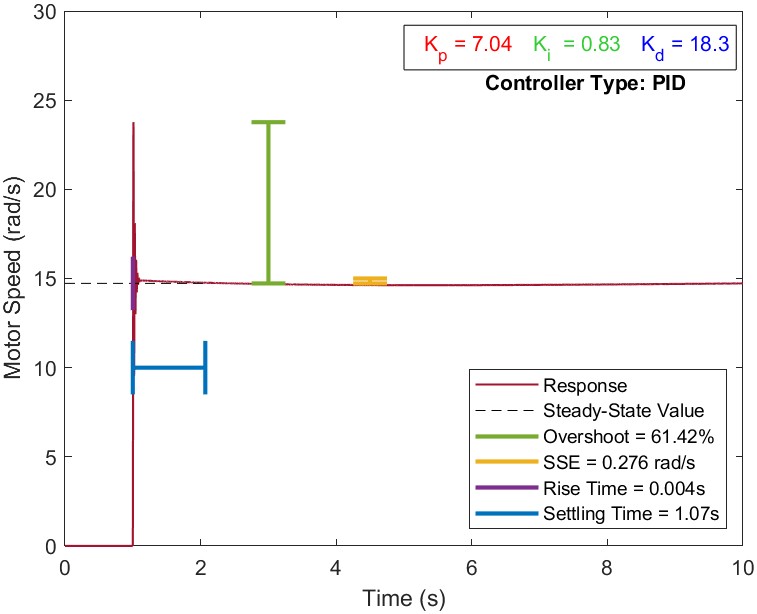 30
25
20
15
10
5
0
Motor Speed (rad/s)
Kp = 7.04 Ki = 0.83 Kd = 18.3
Controller Type: PID
Response
Steady-State Value
Overshoot = 61.42%
SSE = 0.276 rad/s
Rise Time = 0.004s
Settling Time = 1.07s
0 2 4 6 8 10
Time (s)